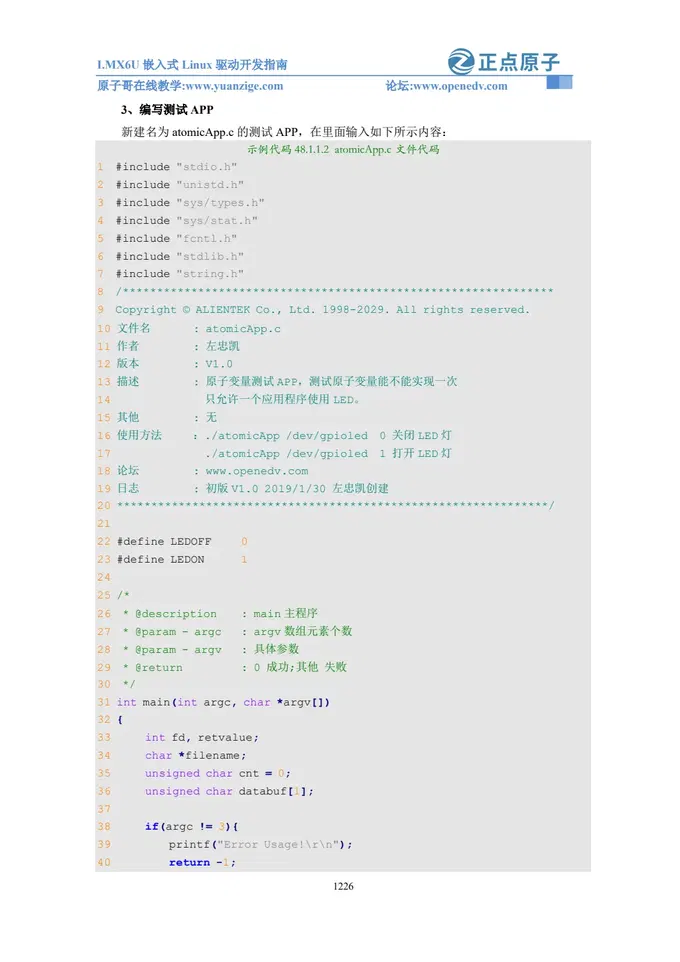 I.MX6U 嵌入式 Linux 驱动开发指南
正点原子
原子哥在线教学:www.yuanzige.com 论坛:www.openedv.com
3、编写测试 APP
新建名为 atomicApp.c 的测试 APP，在里面输入如下所示内容：
示例代码 48.1.1.2 atomicApp.c 文件代码
1 #include "stdio.h"
2 #include "unistd.h"
3 #include "sys/types.h"
4 #include "sys/stat.h"
5 #include "fcntl.h"
6 #include "stdlib.h"
7 #include "string.h"
8 /***************************************************************
9 Copyright © ALIENTEK Co., Ltd. 1998-2029. All rights reserved.
10 文件名 : atomicApp.c
11 作者 : 左忠凯
12 版本 : V1.0
13 描述 : 原子变量测试 APP，测试原子变量能不能实现一次
14 只允许一个应用程序使用 LED。
15 其他 : 无
16 使用方法 : ./atomicApp /dev/gpioled 0 关闭 LED 灯
17 ./atomicApp /dev/gpioled 1 打开 LED 灯
18 论坛 : www.openedv.com
19 日志 : 初版 V1.0 2019/1/30 左忠凯创建
20 ***************************************************************/
21
22 #define LEDOFF 0
23 #define LEDON 1
24
25 /*
26 * @description : main 主程序
27 * @param - argc : argv 数组元素个数
28 * @param - argv : 具体参数
29 * @return : 0 成功;其他 失败
30 */
31 int main(int argc, char *argv[])
32 {
33 int fd, retvalue;
34 char *filename;
35 unsigned char cnt = 0;
36 unsigned char databuf[1];
37
38 if(argc != 3){
39 printf("Error Usage!\r\n");
40 return -1;
1226